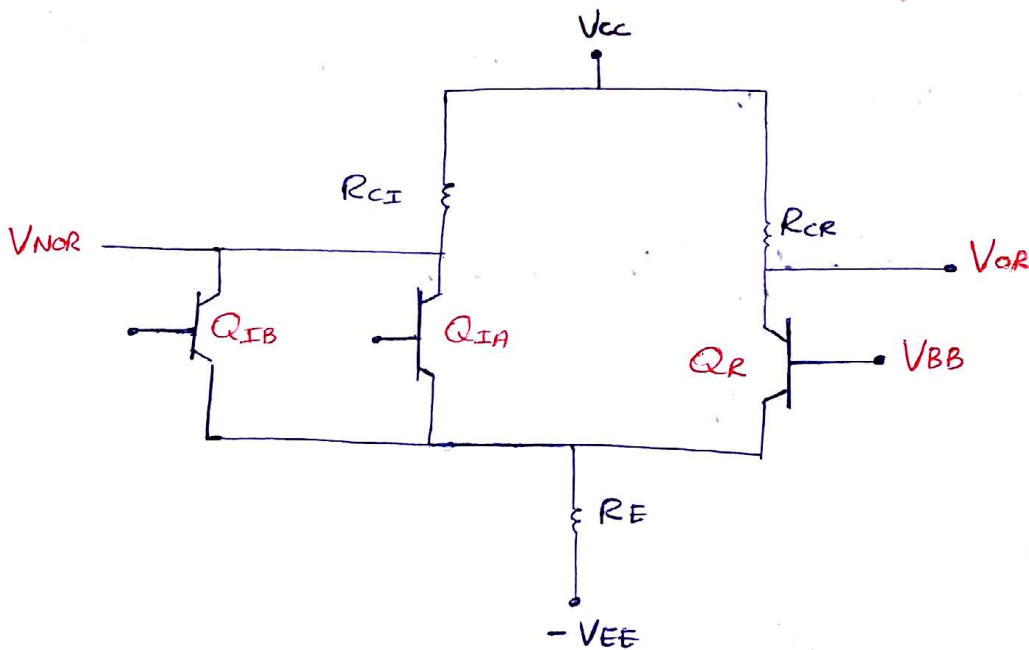 VCC
RCI
RCR
VNOR
VOR
QIB
QIA
QR
VBB
RE
- VEE